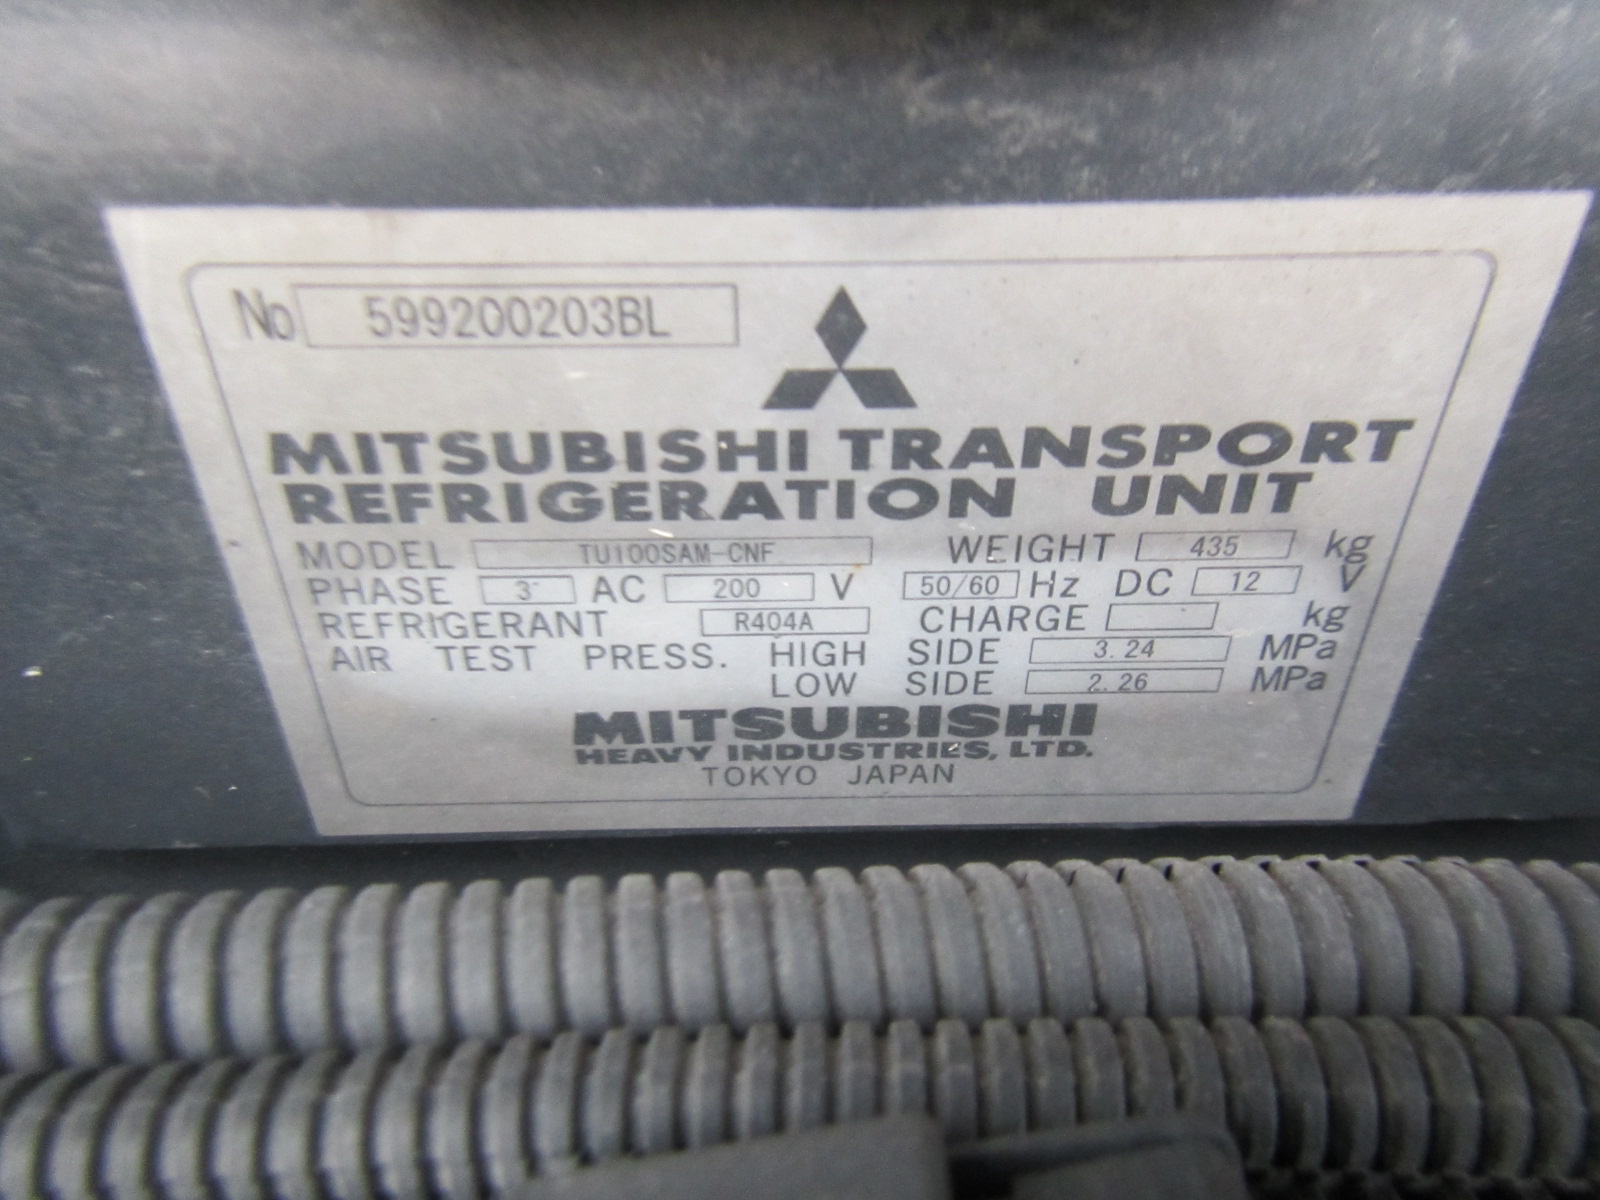 No 599200203BL
MITSUBISHI TRANSPORT
REFRIGERATION UNIT
MODEL TU100SAM-CNF WEIGHT 435 kg
PHASE 3 AC 200 V 50/60 Hz DC 12 V
REFRIGERANT R404A CHARGE kg
AIR TEST PRESS. HIGH SIDE 3.24 MPa
LOW SIDE 2.26 MPa
MITSUBISHI
HEAVY INDUSTRIES, LTD.
TOKYO JAPAN